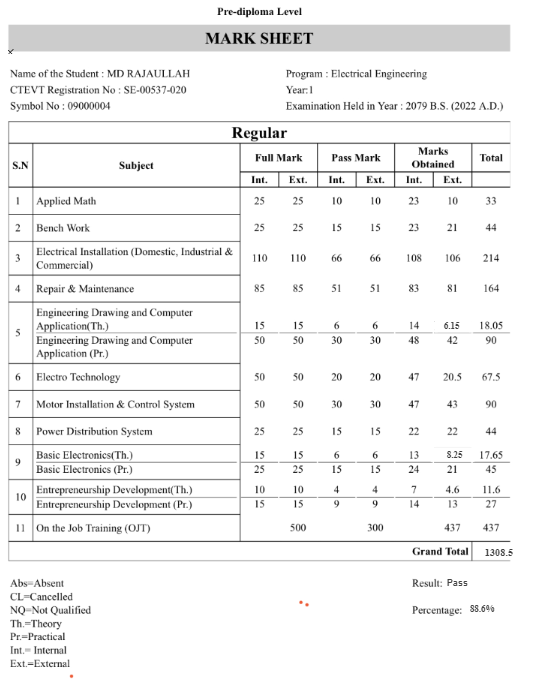 Pre-diploma Level
MARK SHEET
Name of the Student : MD RAJAULLAH
Program : Electrical Engineering
CTEVT Registration No : SE-00537-020
Year:1
Symbol No : 09000004
Examination Held in Year : 2079 B.S. (2022 A.D.)
Regular
S.N Subject Full Mark Pass Mark Marks Obtained Total
Int. Ext. Int. Ext. Int. Ext.
1 Applied Math 25 25 10 10 23 10 33
2 Bench Work 25 25 15 15 23 21 44
3 Electrical Installation (Domestic, Industrial &
Commercial) 110 110 66 66 108 106 214
4 Repair & Maintenance 85 85 51 51 83 81 164
5 Engineering Drawing and Computer
Application(Th.) 15 15 6 6 14 6.15 18.05
Engineering Drawing and Computer
Application (Pr.) 50 50 30 30 48 42 90
6 Electro Technology 50 50 20 20 47 20.5 67.5
7 Motor Installation & Control System 50 50 30 30 47 43 90
8 Power Distribution System 25 25 15 15 22 22 44
9 Basic Electronics(Th.) 15 15 6 6 13 8.25 17.65
Basic Electronics (Pr.) 25 25 15 15 24 21 45
10 Entrepreneurship Development(Th.) 10 10 4 4 7 4.6 11.6
Entrepreneurship Development (Pr.) 15 15 9 9 14 13 27
11 On the Job Training (OJT) 500 300 437 437
Grand Total 1308.5
Abs=Absent
Result: Pass
CL=Cancelled
NQ=Not Qualified
Percentage: 88.6%
Th.=Theory
Pr.=Practical
Int.= Internal
Ext.=External